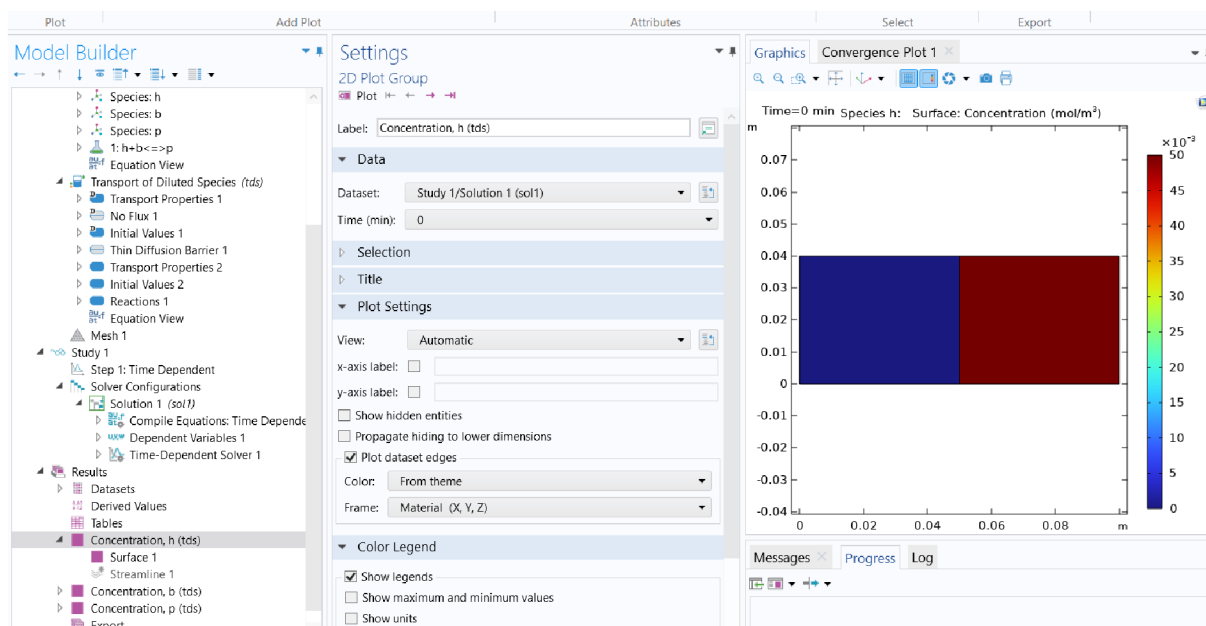 Plot
Add Plot
Attributes
Select
Export
Model Builder
Species: h
Species: b
Species: p
1: h+b<=>p
Equation View
Transport of Diluted Species (tds)
Transport Properties 1
No Flux 1
Initial Values 1
Thin Diffusion Barrier 1
Transport Properties 2
Initial Values 2
Reactions 1
Equation View
Mesh 1
Study 1
Step 1: Time Dependent
Solver Configurations
Solution 1 (sol1)
Compile Equations: Time Depende
Dependent Variables 1
Time-Dependent Solver 1
Results
Datasets
Derived Values
Tables
Concentration, h (tds)
Surface 1
Streamline 1
Concentration, b (tds)
Concentration, p (tds)
Export
Settings
2D Plot Group
Plot
Label: Concentration, h (tds)
Data
Dataset: Study 1/Solution 1 (sol1)
Time (min): 0
Selection
Title
Plot Settings
View: Automatic
x-axis label:
y-axis label:
Show hidden entities
Propagate hiding to lower dimensions
Plot dataset edges
Color: From theme
Frame: Material (X, Y, Z)
Color Legend
Show legends
Show maximum and minimum values
Show units
Graphics
Convergence Plot 1
Time=0 min Species h: Surface: Concentration (mol/m³)
m
×10⁻³
0.07
0.06
0.05
0.04
0.03
0.02
0.01
0
-0.01
-0.02
-0.03
-0.04
0 0.02 0.04 0.06 0.08 m
50
45
40
35
30
25
20
15
10
5
0
Messages
Progress
Log